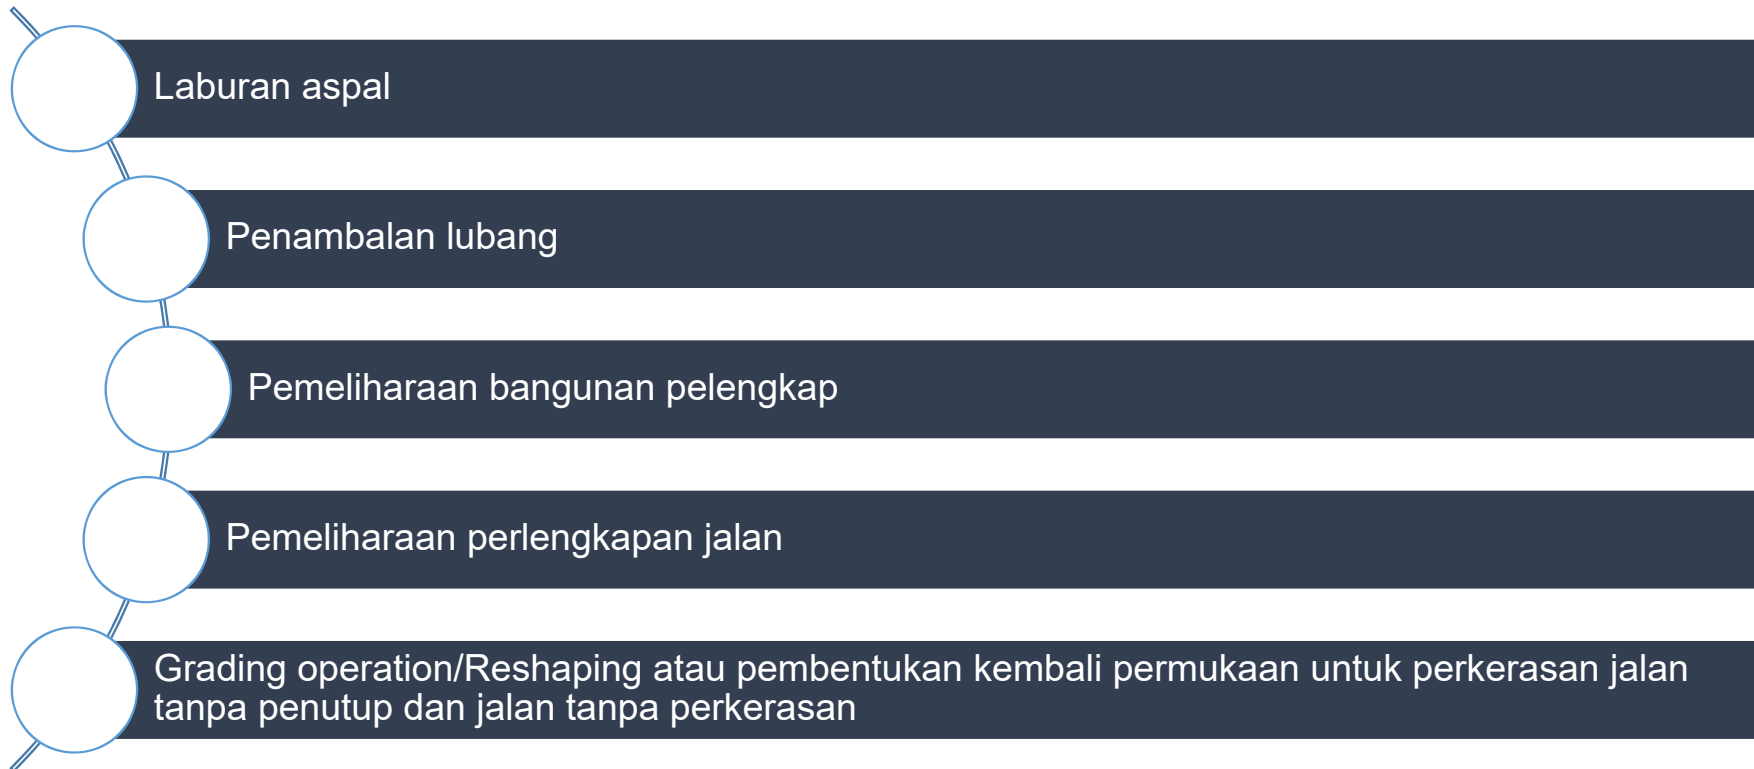 Laburan aspal
Penambalan lubang
Pemeliharaan bangunan pelengkap
Pemeliharaan perlengkapan jalan
Grading operation/Reshaping atau pembentukan kembali permukaan untuk perkerasan jalan
tanpa penutup dan jalan tanpa perkerasan